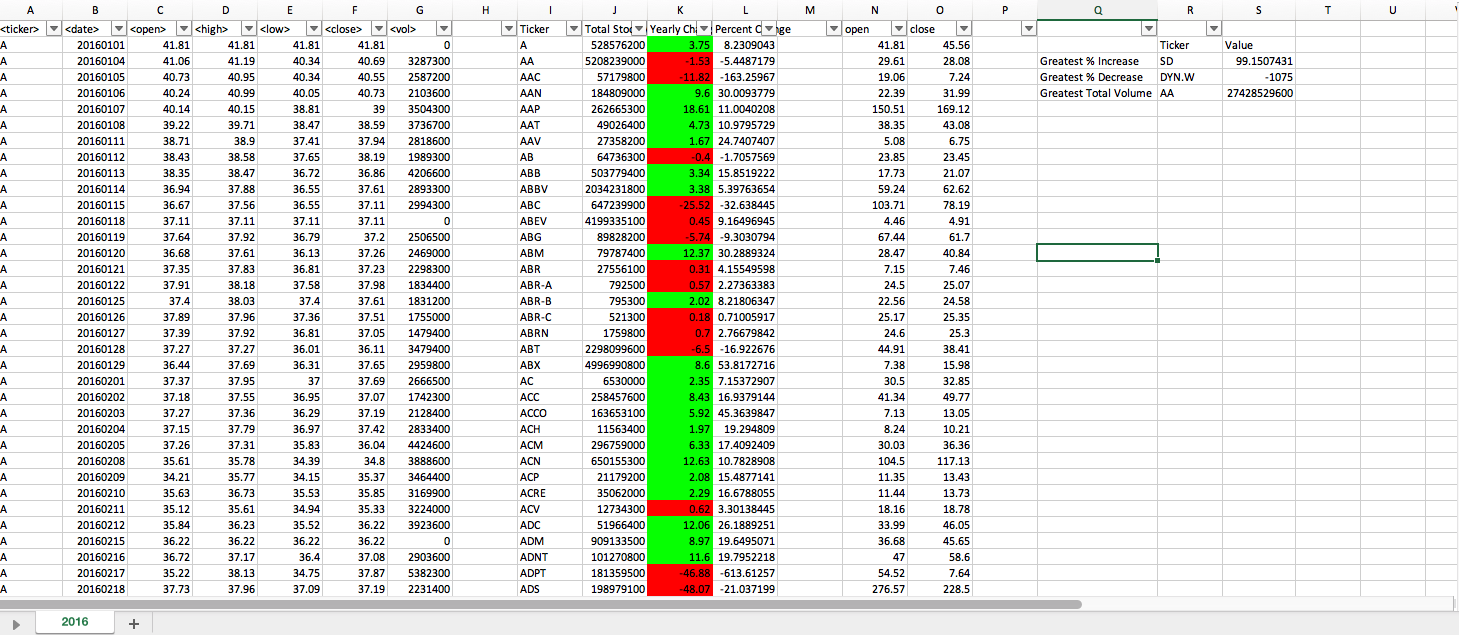 A B C D E F G H I J K L M N O P Q R S T U
<ticker> <date> <open> <high> <low> <close> <vol> Ticker Total Stoc Yearly Cha Percent C nge open close
A 20160101 41.81 41.81 41.81 41.81 0 A 528576200 3.75 8.2309043 41.81 45.56 Ticker Value
A 20160104 41.06 41.19 40.34 40.69 3287300 AA 5208239000 -1.53 -5.4487179 29.61 28.08 Greatest % Increase SD 99.1507431
A 20160105 40.73 40.95 40.34 40.55 2587200 AAC 57179800 -11.82 -163.25967 19.06 7.24 Greatest % Decrease DYN.W -1075
A 20160106 40.24 40.99 40.05 40.73 2103600 AAN 184809000 9.6 30.0093779 22.39 31.99 Greatest Total Volume AA 27428529600
A 20160107 40.14 40.15 38.81 39 3504300 AAP 262665300 18.61 11.0040208 150.51 169.12
A 20160108 39.22 39.71 38.47 38.59 3736700 AAT 49026400 4.73 10.9795729 38.35 43.08
A 20160111 38.71 38.9 37.41 37.94 2818600 AAV 27358200 1.67 24.7407407 5.08 6.75
A 20160112 38.43 38.58 37.65 38.19 1989300 AB 64736300 -0.4 -1.7057569 23.85 23.45
A 20160113 38.35 38.47 36.72 36.86 4206600 ABB 503779400 3.34 15.8519222 17.73 21.07
A 20160114 36.94 37.88 36.55 37.61 2893300 ABBV 2034231800 3.38 5.39763654 59.24 62.62
A 20160115 36.67 37.56 36.55 37.11 2994300 ABC 647239900 -25.52 -32.638445 103.71 78.19
A 20160118 37.11 37.11 37.11 37.11 0 ABEV 4199335100 0.45 9.16496945 4.46 4.91
A 20160119 37.64 37.92 36.79 37.2 2506500 ABG 89828200 -5.74 -9.3030794 67.44 61.7
A 20160120 36.68 37.61 36.13 37.26 2469000 ABM 79787400 12.37 30.2889324 28.47 40.84
A 20160121 37.35 37.83 36.81 37.23 2298300 ABR 27556100 0.31 4.15549598 7.15 7.46
A 20160122 37.91 38.18 37.58 37.98 1834400 ABR-A 792500 0.57 2.27363383 24.5 25.07
A 20160125 37.4 38.03 37.4 37.61 1831200 ABR-B 795300 2.02 8.21806347 22.56 24.58
A 20160126 37.89 37.96 37.36 37.51 1755000 ABR-C 521300 0.18 0.71005917 25.17 25.35
A 20160127 37.39 37.92 36.81 37.05 1479400 ABRN 1759800 0.7 2.76679842 24.6 25.3
A 20160128 37.27 37.27 36.01 36.11 3479400 ABT 2298099600 -6.5 -16.922676 44.91 38.41
A 20160129 36.44 37.69 36.31 37.65 2959800 ABX 4996990800 8.6 53.8172716 7.38 15.98
A 20160201 37.37 37.95 37 37.69 2666500 AC 6530000 2.35 7.15372907 30.5 32.85
A 20160202 37.18 37.55 36.95 37.07 1742300 ACC 258457600 8.43 16.9379144 41.34 49.77
A 20160203 37.27 37.36 36.29 37.19 2128400 ACCO 163653100 5.92 45.3639847 7.13 13.05
A 20160204 37.15 37.79 36.97 37.42 2833400 ACH 11563400 1.97 19.294809 8.24 10.21
A 20160205 37.26 37.31 35.83 36.04 4424600 ACM 296759000 6.33 17.4092409 30.03 36.36
A 20160208 35.61 35.78 34.39 34.8 3888600 ACN 650155300 12.63 10.7828908 104.5 117.13
A 20160209 34.21 35.77 34.15 35.37 3464400 ACP 21179200 2.08 15.4877141 11.35 13.43
A 20160210 35.63 36.73 35.53 35.85 3169900 ACRE 35062000 2.29 16.6788055 11.44 13.73
A 20160211 35.12 35.61 34.94 35.33 3224000 ACV 12734300 0.62 3.30138445 18.16 18.78
A 20160212 35.84 36.23 35.52 36.22 3923600 ADC 51966400 12.06 26.1889251 33.99 46.05
A 20160215 36.22 36.22 36.22 36.22 0 ADM 909133500 8.97 19.6495071 36.68 45.65
A 20160216 36.72 37.17 36.4 37.08 2903600 ADNT 101270800 11.6 19.7952218 47 58.6
A 20160217 35.22 38.13 34.75 37.87 5382300 ADPT 181359500 -46.88 -613.61257 54.52 7.64
A 20160218 37.73 37.96 37.09 37.19 2231400 ADS 198979100 -48.07 -21.037199 276.57 228.5
2016